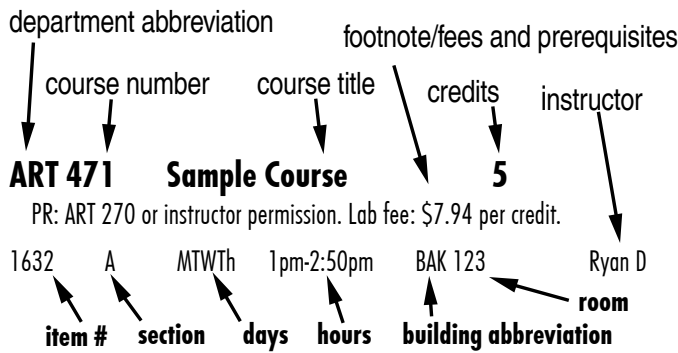 department abbreviation
footnote/fees and prerequisites
course number course title credits instructor
ART 471 Sample Course 5
PR: ART 270 or instructor permission. Lab fee: $7.94 per credit.
1632 A MTWTh 1pm-2:50pm BAK 123 Ryan D
room
item # section days hours building abbreviation